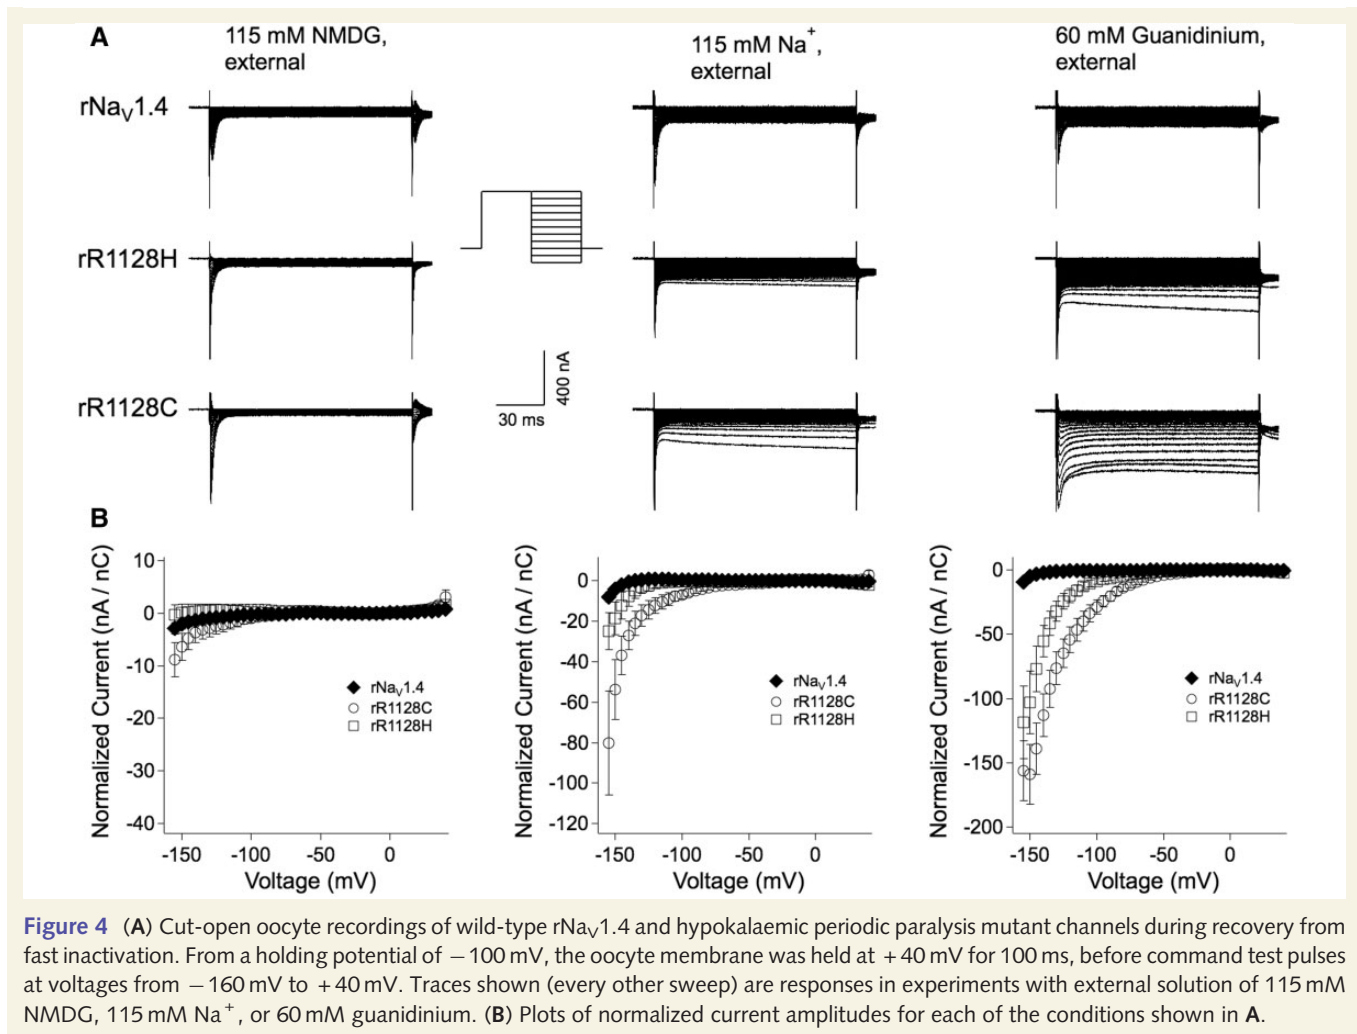 A
115 mM NMDG,
external
115 mM Na+,
external
60 mM Guanidinium,
external
rNaV1.4
rR1128H
400 nA
30 ms
rR1128C
B
Normalized Current (nA / nC)
10
0
-10
-20
-30
-40
rNaV1.4
rR1128C
rR1128H
-150
-100
-50
0
Voltage (mV)
Normalized Current (nA / nC)
0
-20
-40
-60
-80
-100
-120
rNaV1.4
rR1128C
rR1128H
-150
-100
-50
0
Voltage (mV)
Normalized Current (nA / nC)
0
-50
-100
-150
-200
rNaV1.4
rR1128C
rR1128H
-150
-100
-50
0
Voltage (mV)
Figure 4 (A) Cut-open oocyte recordings of wild-type rNaV1.4 and hypokalaemic periodic paralysis mutant channels during recovery from
fast inactivation. From a holding potential of −100 mV, the oocyte membrane was held at +40 mV for 100 ms, before command test pulses
at voltages from −160 mV to +40 mV. Traces shown (every other sweep) are responses in experiments with external solution of 115 mM
NMDG, 115 mM Na+, or 60 mM guanidinium. (B) Plots of normalized current amplitudes for each of the conditions shown in A.